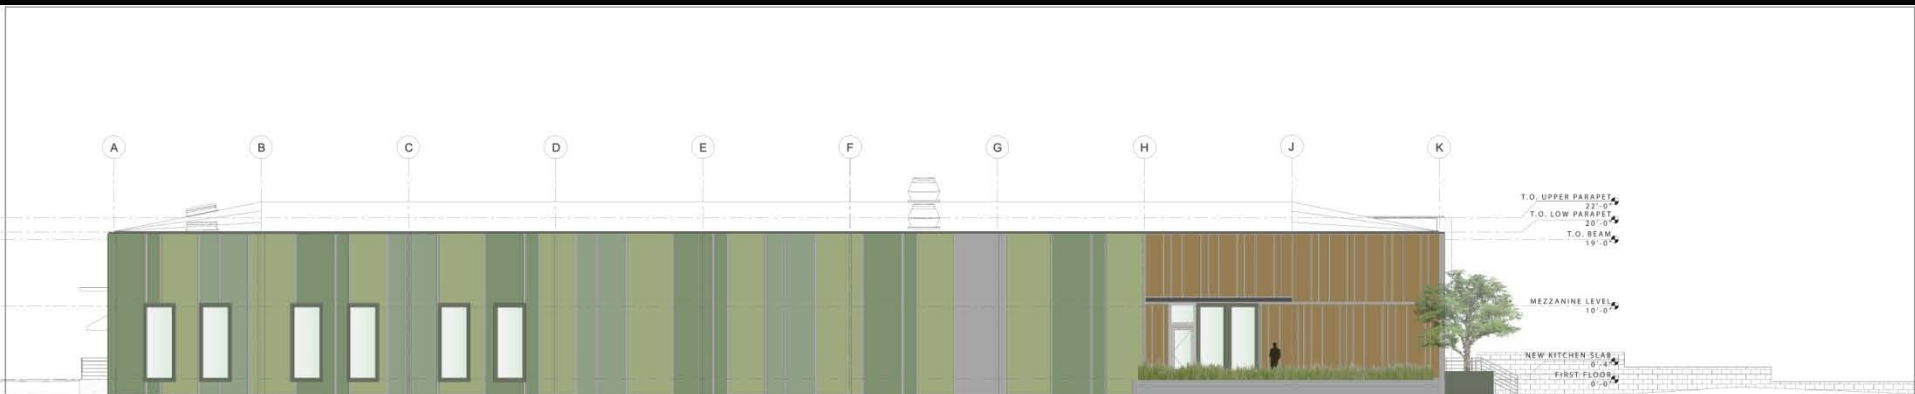 A B C D E F G H J K
T.O. UPPER PARAPET
22'-0"
T.O. LOW PARAPET
20'-0"
T.O. BEAM
19'-0"
MEZZANINE LEVEL
10'-0"
NEW KITCHEN SLAB
0'-4"
FIRST FLOOR
0'-0"